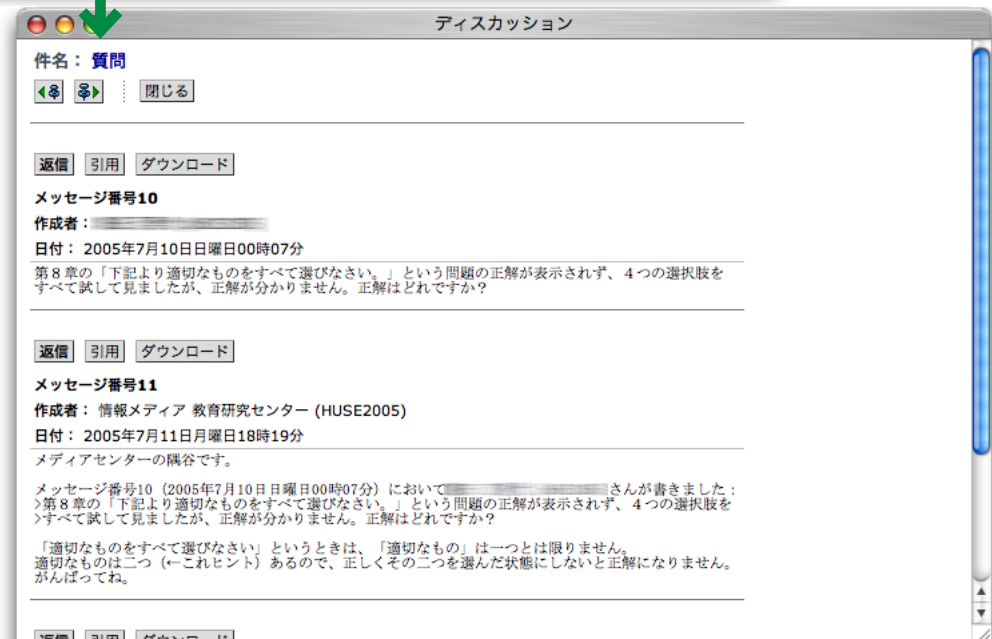 ディスカッション
件名： 質問
閉じる
返信 引用 ダウンロード
メッセージ番号10
作成者：
日付： 2005年7月10日日曜日00時07分
第８章の「下記より適切なものをすべて選びなさい。」という問題の正解が表示されず、４つの選択肢を
すべて試して見ましたが、正解が分かりません。正解はどれですか？
返信 引用 ダウンロード
メッセージ番号11
作成者： 情報メディア 教育研究センター (HUSE2005)
日付： 2005年7月11日月曜日18時19分
メディアセンターの隅谷です。
メッセージ番号10（2005年7月10日日曜日00時07分）において さんが書きました：
>第８章の「下記より適切なものをすべて選びなさい。」という問題の正解が表示されず、４つの選択肢を
>すべて試して見ましたが、正解が分かりません。正解はどれですか？
「適切なものをすべて選びなさい」というときは、「適切なもの」は一つとは限りません。
適切なものは二つ（←これヒント）あるので、正しくその二つを選んだ状態にしないと正解になりません。
がんばってね。
返信 引用 ダウンロード